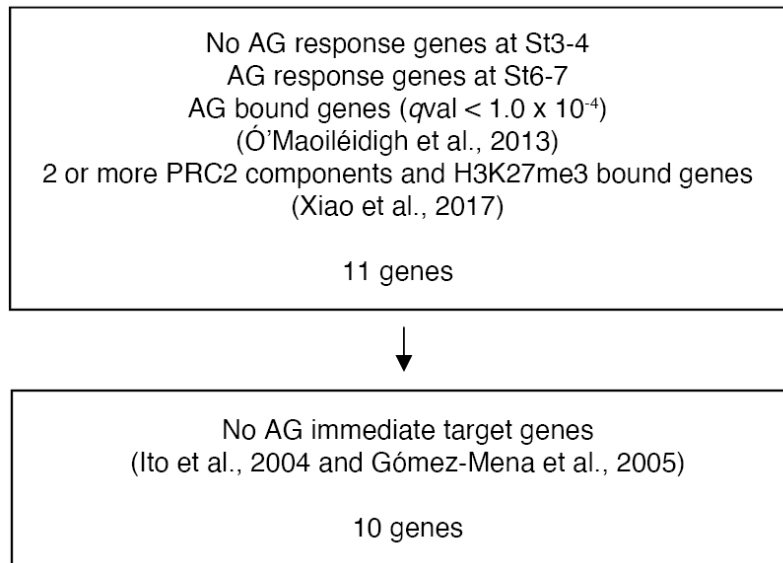 No AG response genes at St3-4
AG response genes at St6-7
AG bound genes (qval < 1.0 x 10⁻⁴)
(Ó’Maoiléidigh et al., 2013)
2 or more PRC2 components and H3K27me3 bound genes
(Xiao et al., 2017)
11 genes
No AG immediate target genes
(Ito et al., 2004 and Gómez-Mena et al., 2005)
10 genes